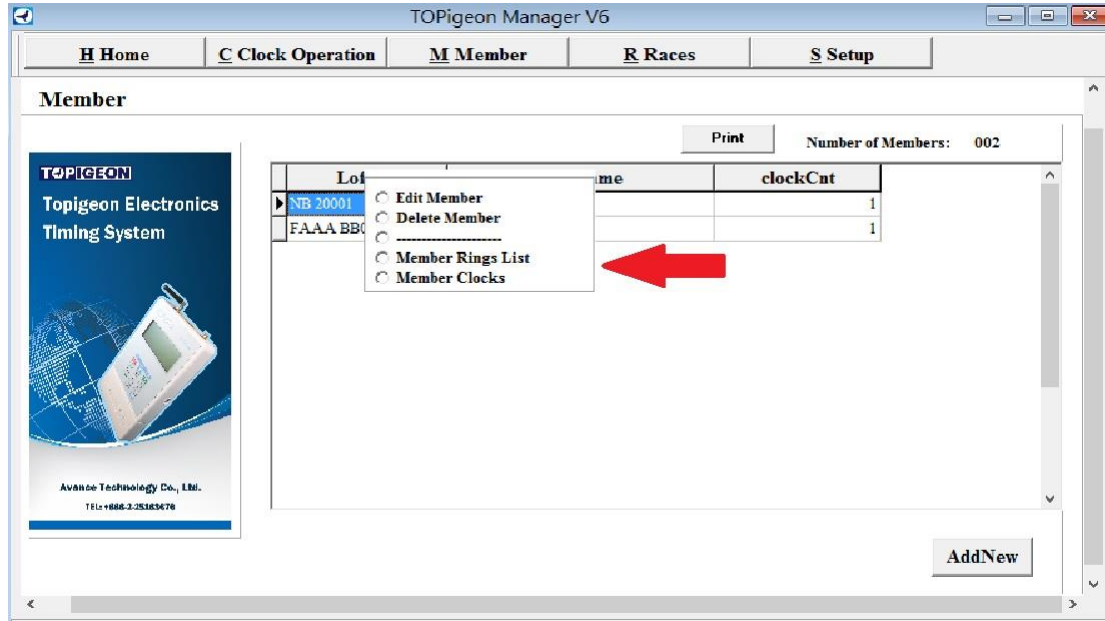 TOPigeon Manager V6
H Home C Clock Operation M Member R Races S Setup
Member
Print Number of Members: 002
TOPIGEON
Topigeon Electronics
Timing System
Avance Technology Co., Ltd.
Lof ame clockCnt
NB 20001 1
FAAA BB 1
Edit Member
Delete Member
---------------------
Member Rings List
Member Clocks
AddNew